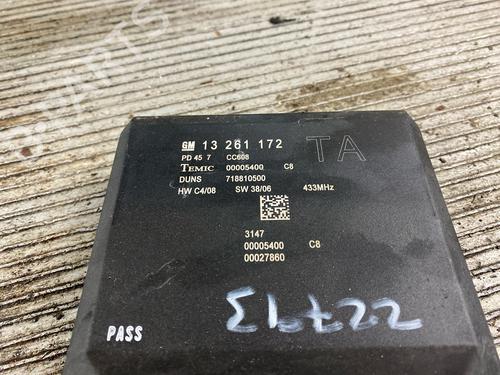 GM 13 261 172 TA
PD 45 7 CC608
TEMIC 00005400 C8
DUNS 718810500
HW C4/08 SW 38/06 433MHz
3147
00005400 C8
00027860
PASS